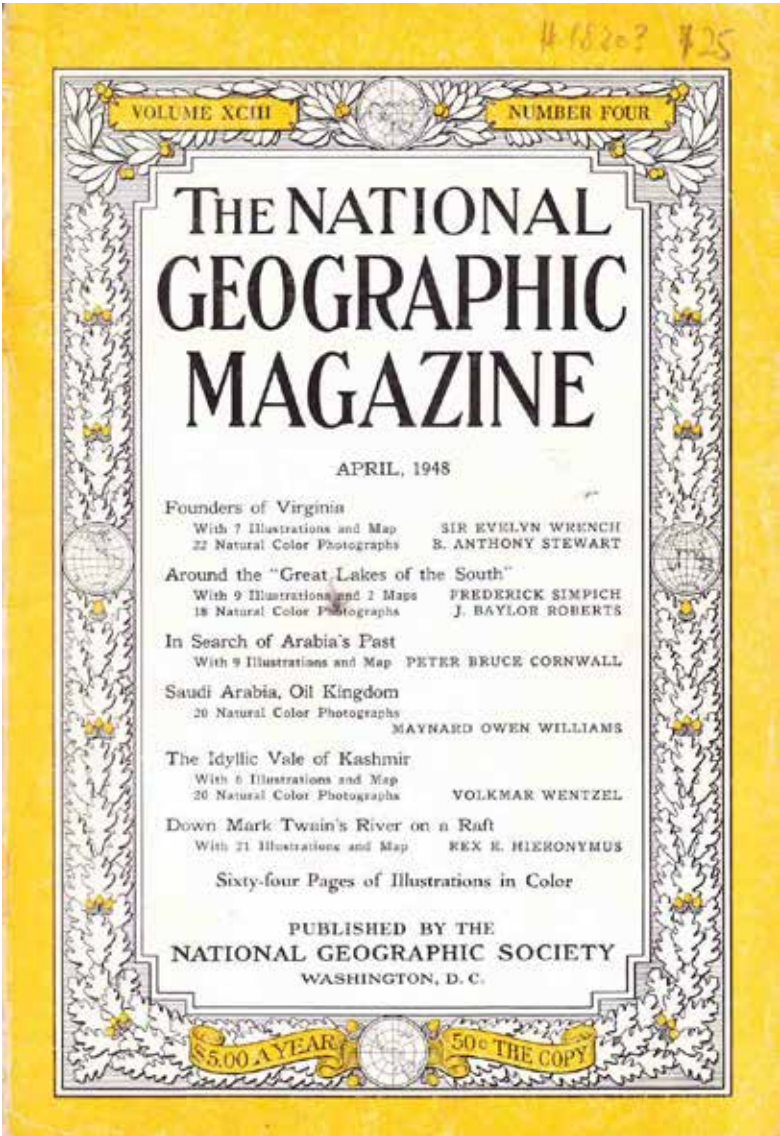 $25
VOLUME XCIII
NUMBER FOUR
THE NATIONAL
GEOGRAPHIC
MAGAZINE
APRIL, 1948
Founders of Virginia
With 7 Illustrations and Map SIR EVELYN WRENCH
22 Natural Color Photographs B. ANTHONY STEWART
Around the "Great Lakes of the South"
With 9 Illustrations and 2 Maps FREDERICK SIMPICH
18 Natural Color Photographs J. BAYLOR ROBERTS
In Search of Arabia's Past
With 9 Illustrations and Map PETER BRUCE CORNWALL
Saudi Arabia, Oil Kingdom
20 Natural Color Photographs
MAYNARD OWEN WILLIAMS
The Idyllic Vale of Kashmir
With 6 Illustrations and Map
20 Natural Color Photographs VOLKMAR WENTZEL
Down Mark Twain's River on a Raft
With 21 Illustrations and Map REX E. HIERONYMUS
Sixty-four Pages of Illustrations in Color
PUBLISHED BY THE
NATIONAL GEOGRAPHIC SOCIETY
WASHINGTON, D. C.
$5.00 A YEAR
50¢ THE COPY